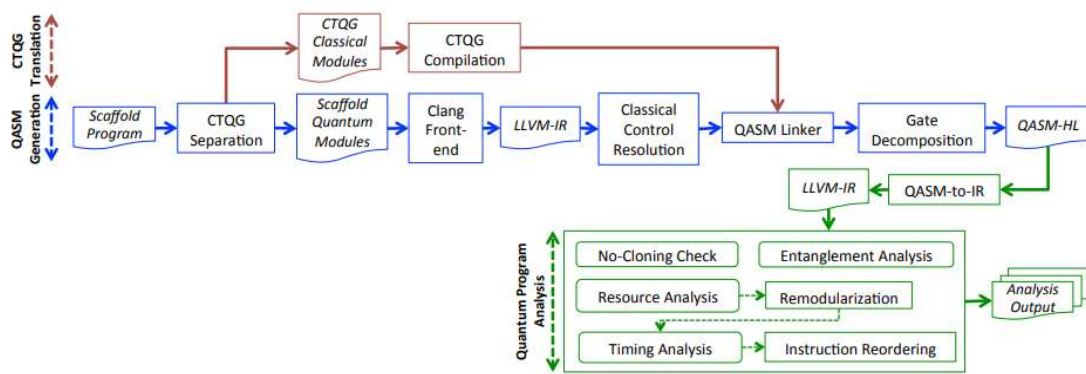 CTQG
Translation
CTQG
Classical
Modules
CTQG
Compilation
QASM
Generation
Scaffold
Program
CTQG
Separation
Scaffold
Quantum
Modules
Clang
Front-
end
LLVM-IR
Classical
Control
Resolution
QASM Linker
Gate
Decomposition
QASM-HL
LLVM-IR
QASM-to-IR
Quantum Program
Analysis
No-Cloning Check
Entanglement Analysis
Resource Analysis
Remodularization
Timing Analysis
Instruction Reordering
Analysis
Output